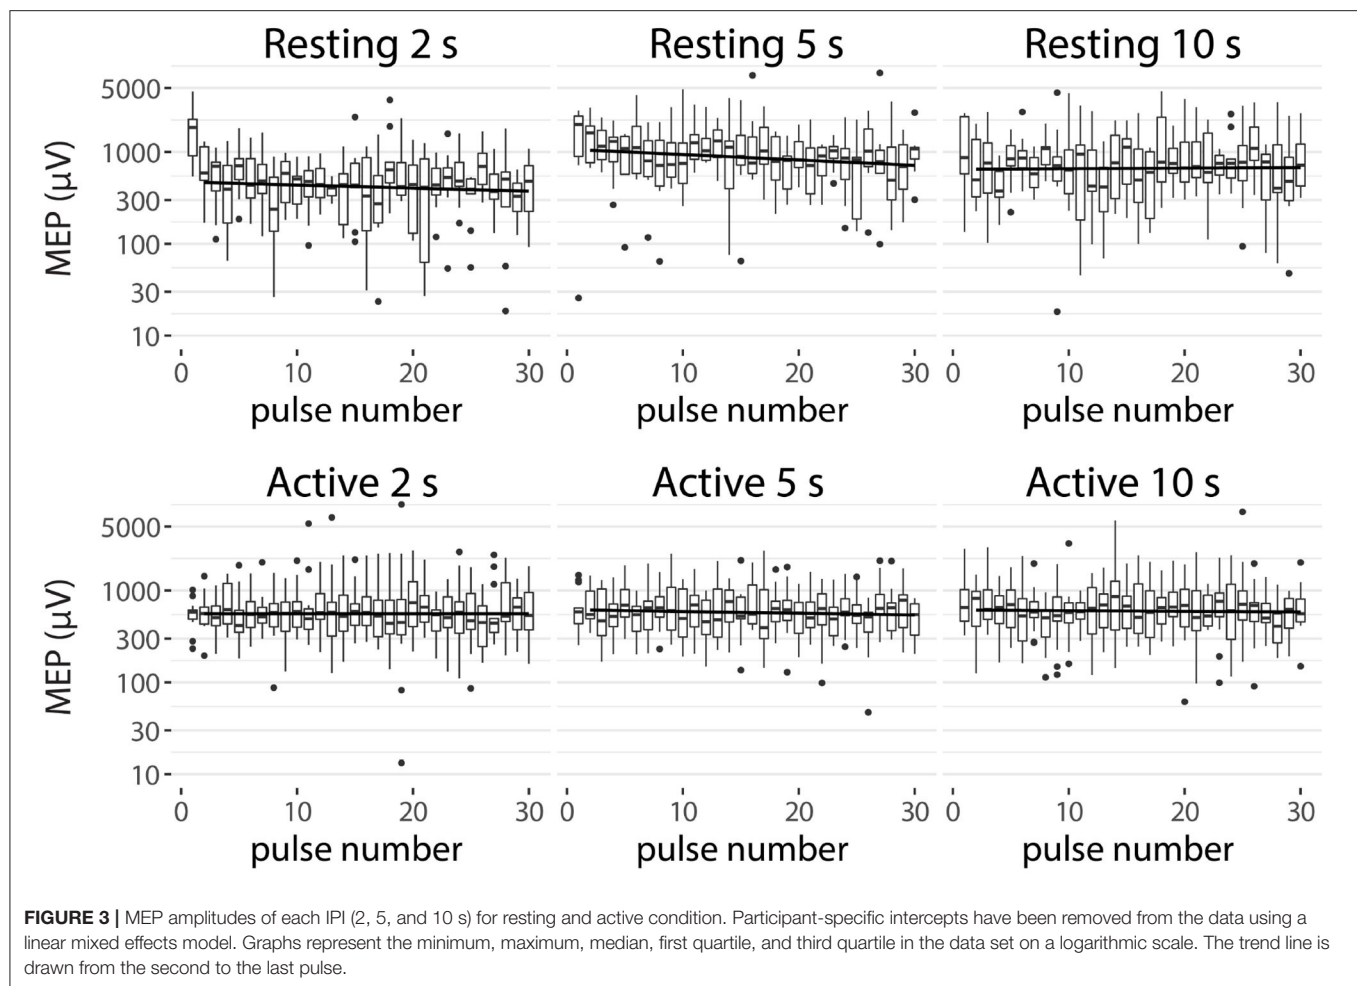 Resting 2 s Resting 5 s Resting 10 s
5000
1000
300
100
30
10
MEP (μV)
0 10 20 30 0 10 20 30 0 10 20 30
pulse number pulse number pulse number
Active 2 s Active 5 s Active 10 s
5000
1000
300
100
30
10
MEP (μV)
0 10 20 30 0 10 20 30 0 10 20 30
pulse number pulse number pulse number
FIGURE 3 | MEP amplitudes of each IPI (2, 5, and 10 s) for resting and active condition. Participant-specific intercepts have been removed from the data using a
linear mixed effects model. Graphs represent the minimum, maximum, median, first quartile, and third quartile in the data set on a logarithmic scale. The trend line is
drawn from the second to the last pulse.